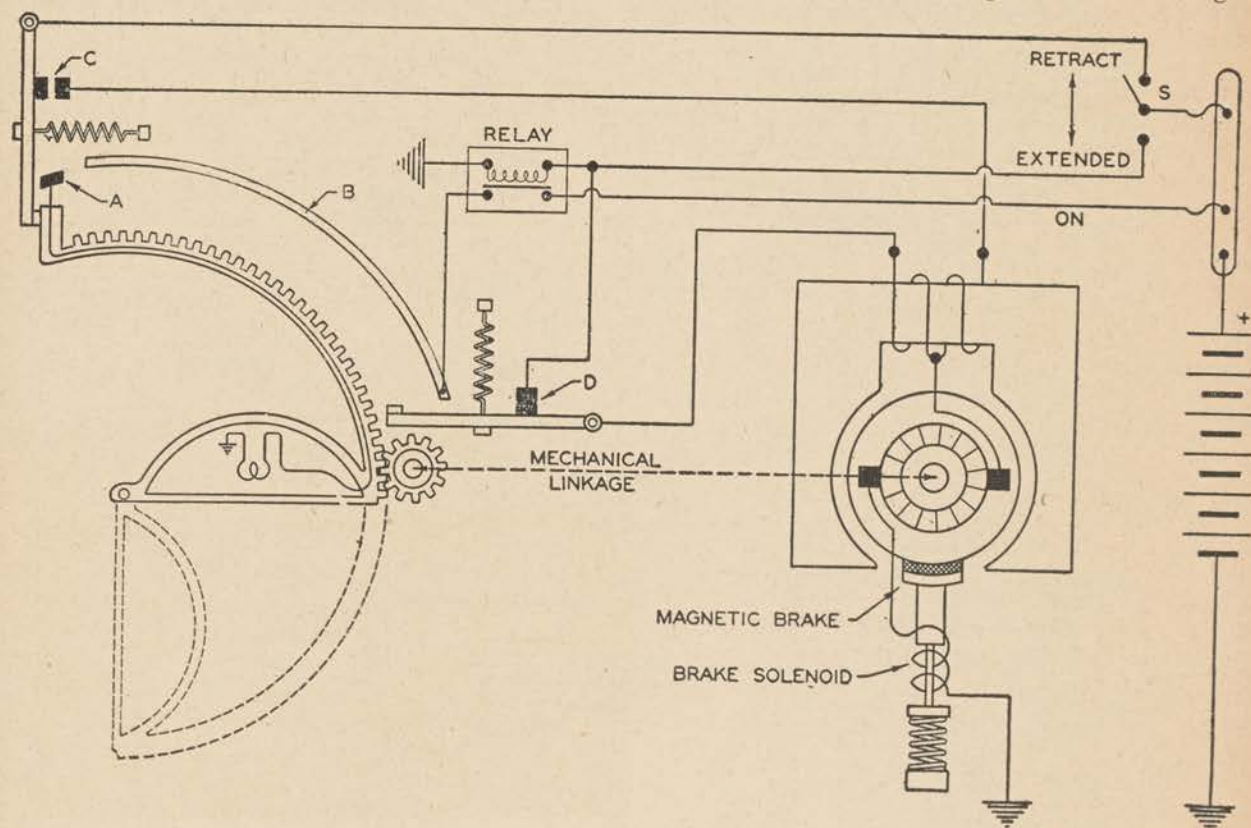 C
RETRACT
S
RELAY
EXTENDED
A
B
ON
+
D
MECHANICAL
LINKAGE
MAGNETIC BRAKE
BRAKE SOLENOID